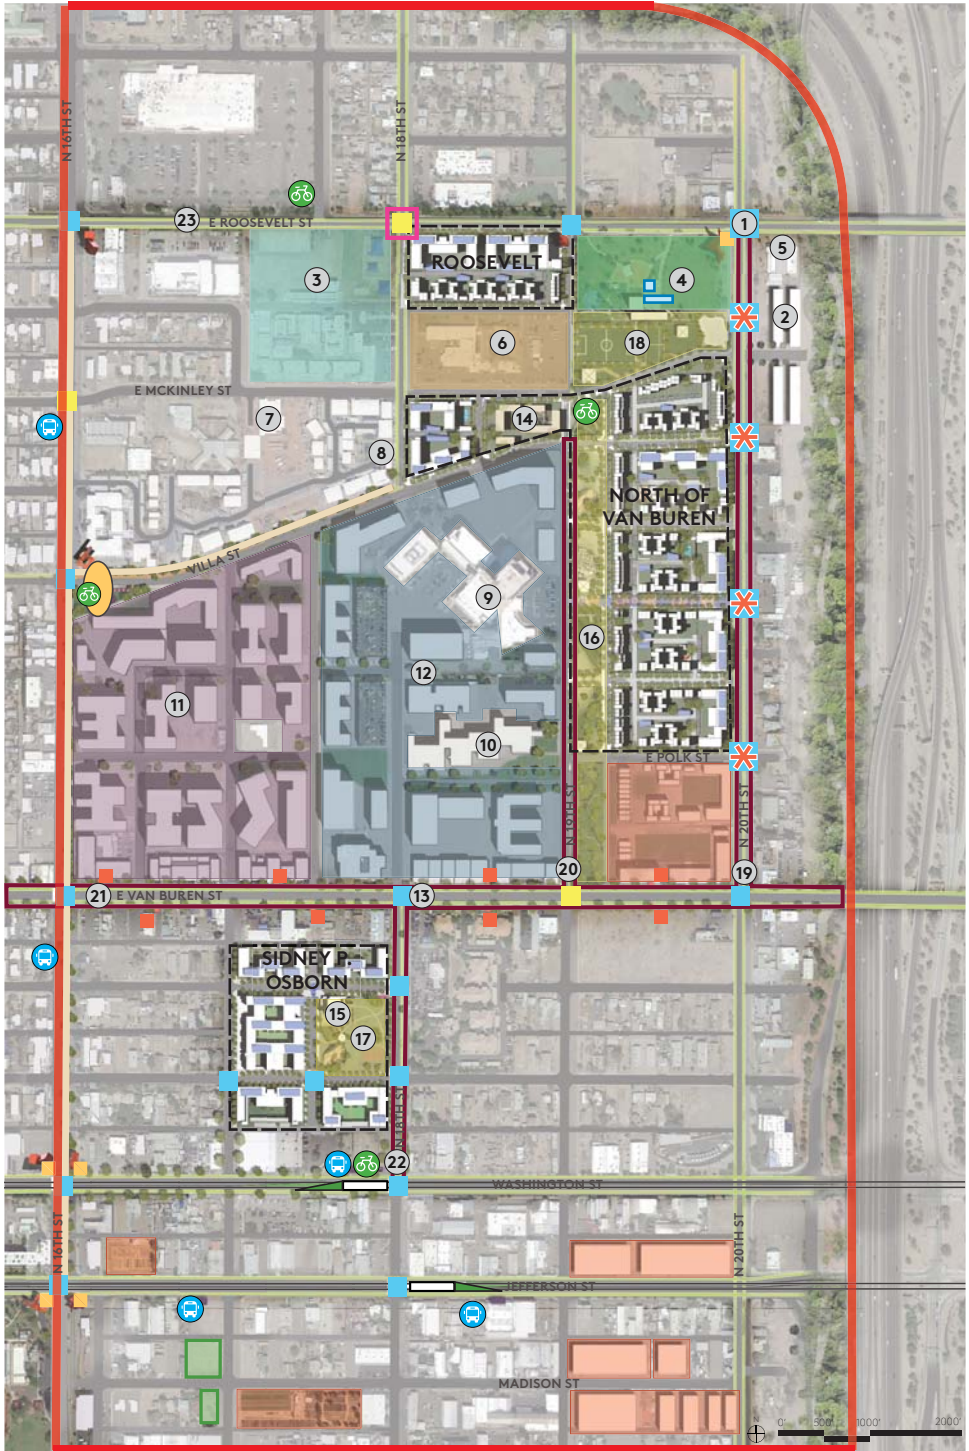 N 16TH ST
N 18TH ST
23
E ROOSEVELT ST
1
5
3
ROOSEVELT
4
2
6
18
E MCKINLEY ST
7
14
8
NORTH OF
VAN BUREN
VILLA ST
9
16
12
11
10
E POLK ST
N 19TH ST
N 20TH ST
20
19
21
E VAN BUREN ST
13
SIDNEY P.
OSBORN
15
17
N 18TH ST
22
WASHINGTON ST
N 16TH ST
N 20TH ST
JEFFERSON ST
MADISON ST
N
0' 500' 1000' 2000'